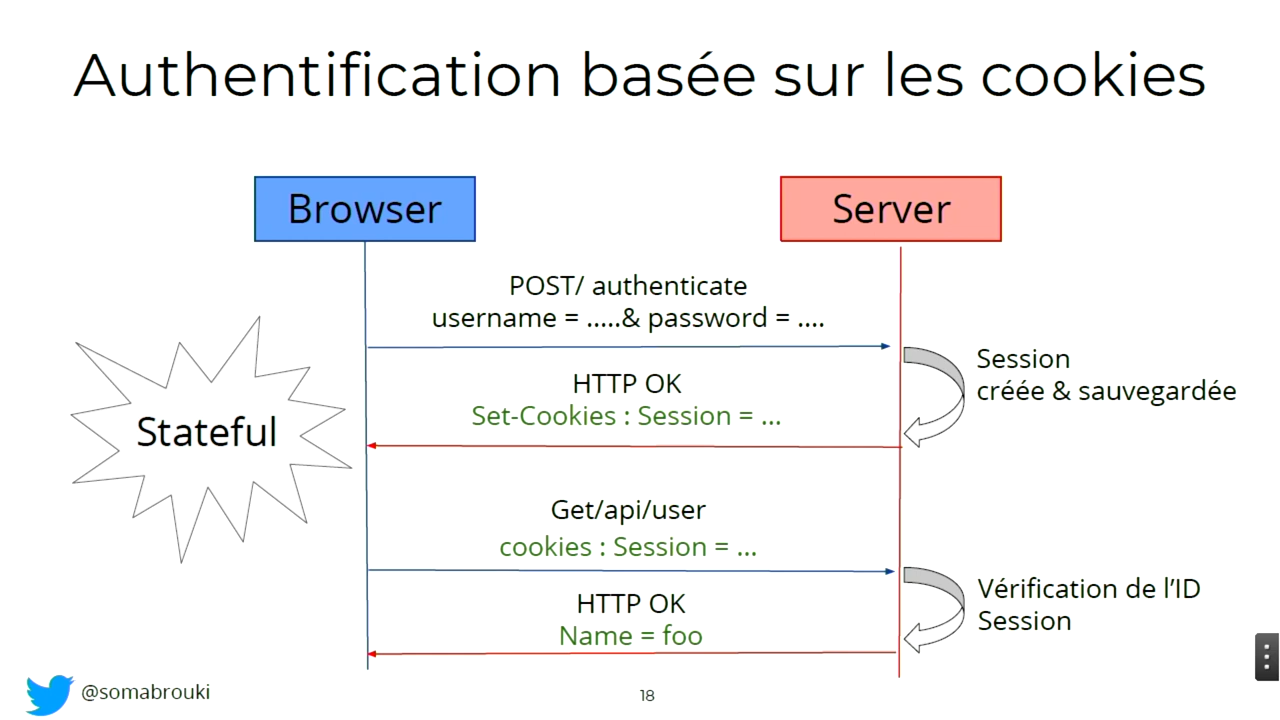 Authentification basée sur les cookies
Browser
Server
POST/ authenticate
username = .....& password = ....
Session
créée & sauvegardée
HTTP OK
Set-Cookies : Session = ...
Stateful
Get/api/user
cookies : Session = ...
Vérification de l’ID
Session
HTTP OK
Name = foo
@somabrouki
18